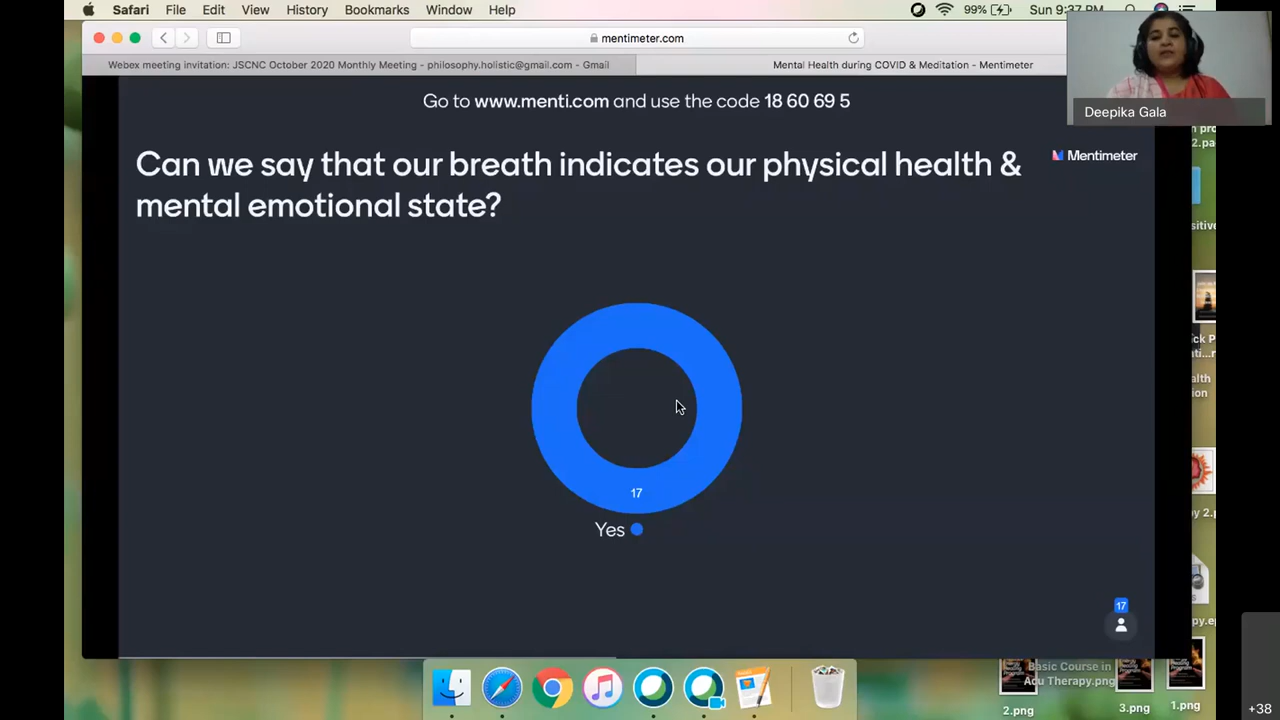 Safari File Edit View History Bookmarks Window Help
99% Sun 9:37 PM
mentimeter.com
Webex meeting invitation: JSCNC October 2020 Monthly Meeting - philosophy.holistic@gmail.com - Gmail
Mental Health during COVID & Meditation - Mentimeter
Deepika Gala
Go to www.menti.com and use the code 18 60 69 5
Mentimeter
Can we say that our breath indicates our physical health &
mental emotional state?
17
Yes
17
Basic Course in
Acu Therapy.png
2.png
3.png
1.png
+38